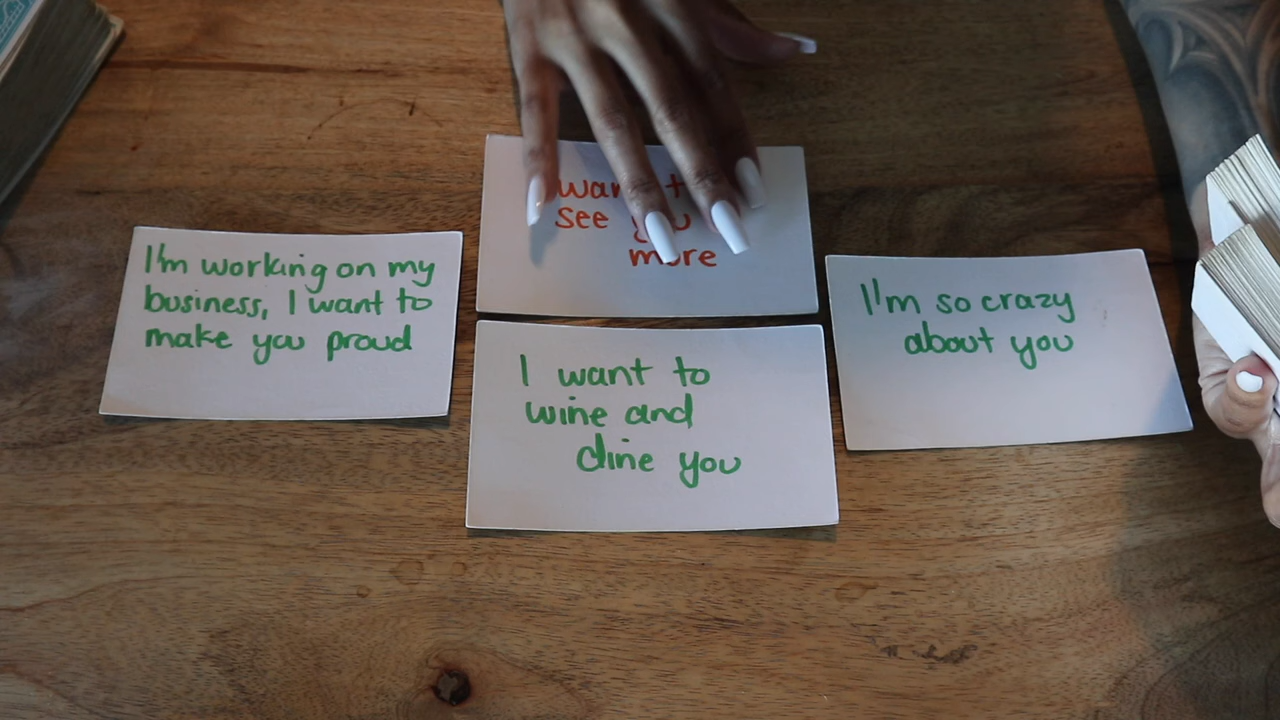 I'm working on my
business, I want to
make you proud
see you
more
I want to
wine and
dine you
I'm so crazy
about you